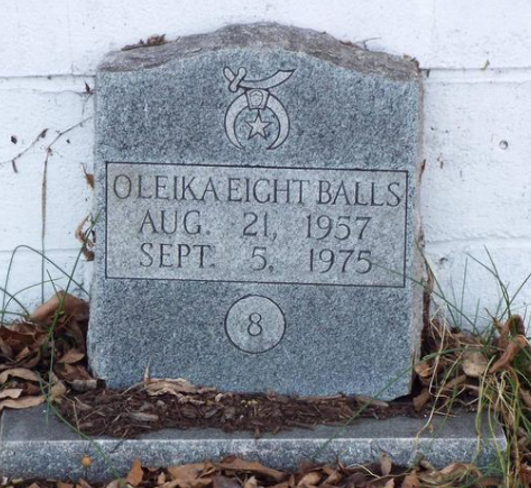 OLEIKA EIGHT BALLS
AUG. 21, 1957
SEPT. 5, 1975
8